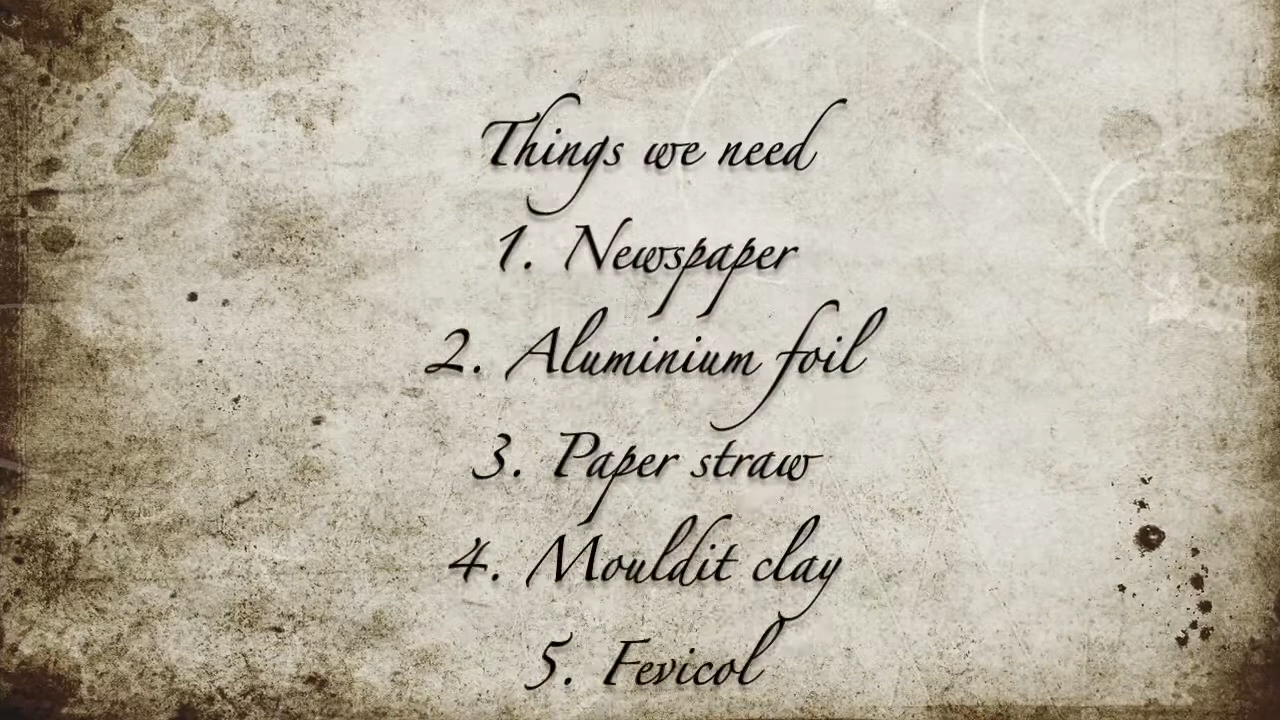 Things we need
1. Newspaper
2. Aluminium foil
3. Paper straw
4. Mouldit clay
5. Fevicol